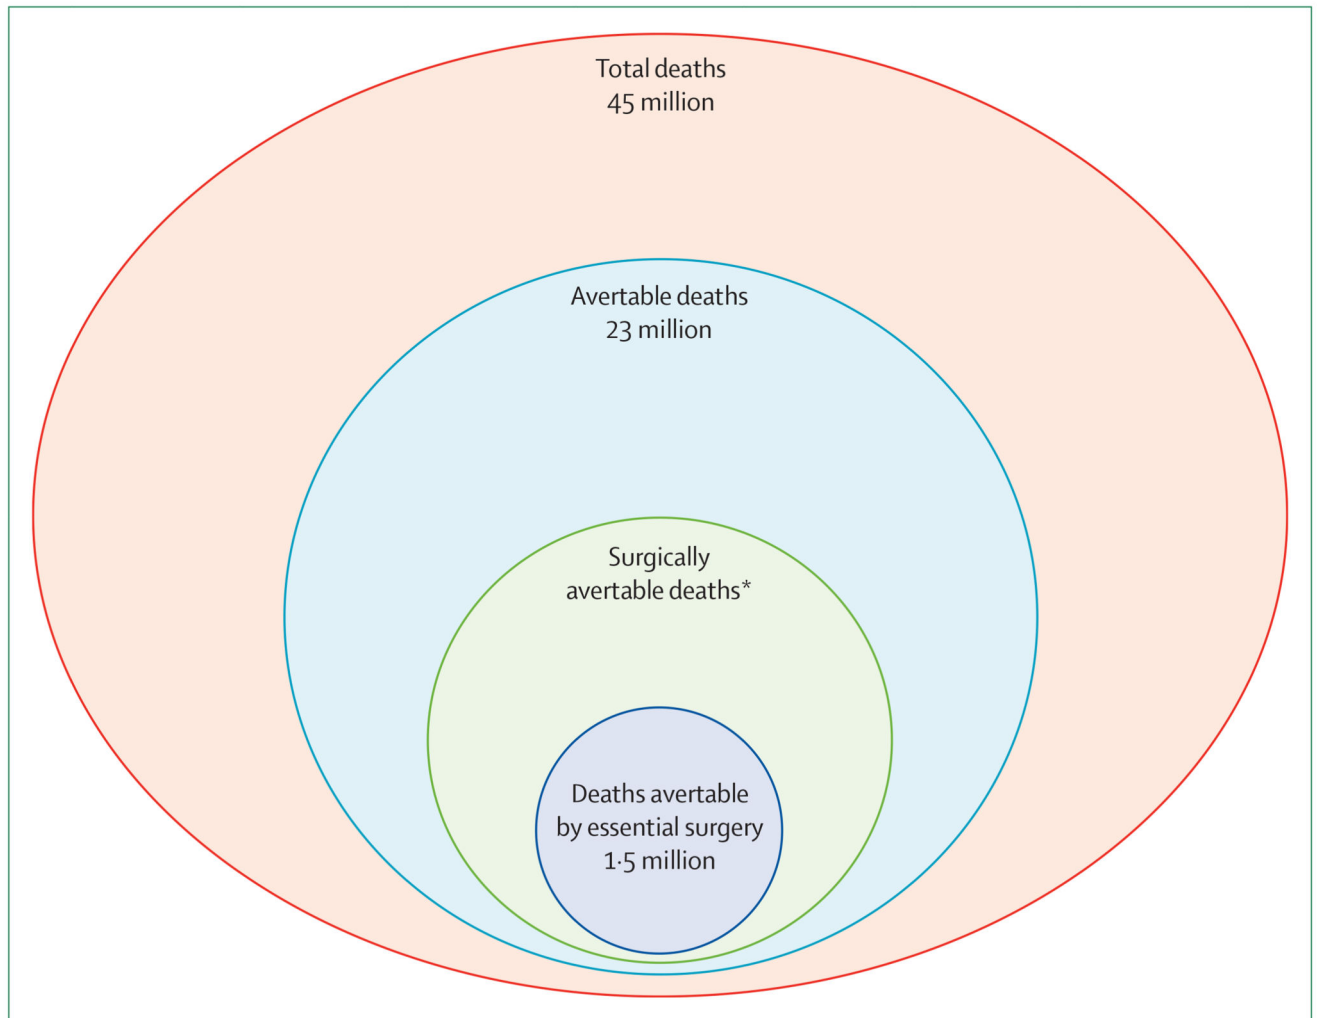 Total deaths
45 million
Avertable deaths
23 million
Surgically
avertable deaths*
Deaths avertable
by essential surgery
1·5 million